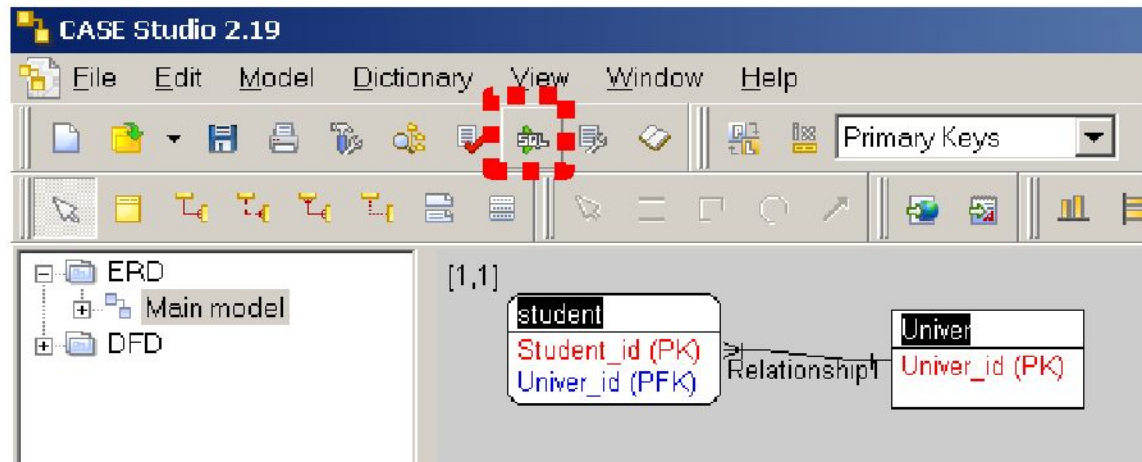 CASE Studio 2.19
File Edit Model Dictionary View Window Help
SQL Primary Keys
ERD
Main model
DFD
[1,1]
student
Student_id (PK)
Univer_id (PFK)
Relationship1
Univer
Univer_id (PK)